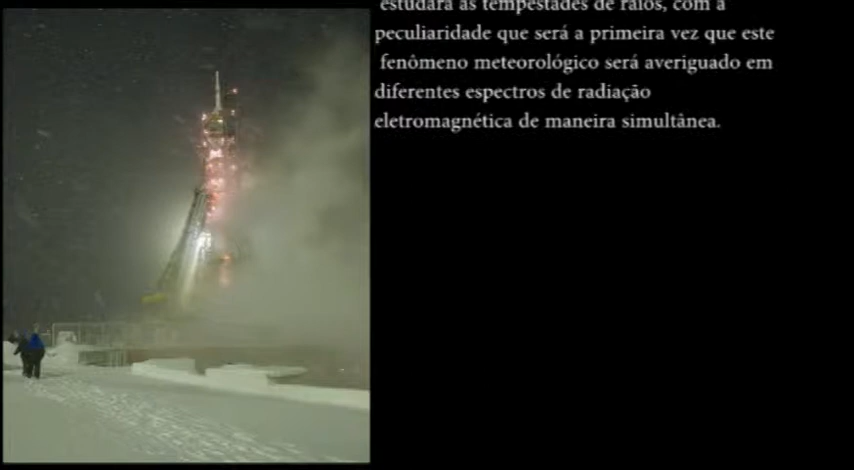 estudará as tempestades de raios, com a
peculiaridade que será a primeira vez que este
fenômeno meteorológico será averiguado em
diferentes espectros de radiação
eletromagnética de maneira simultânea.